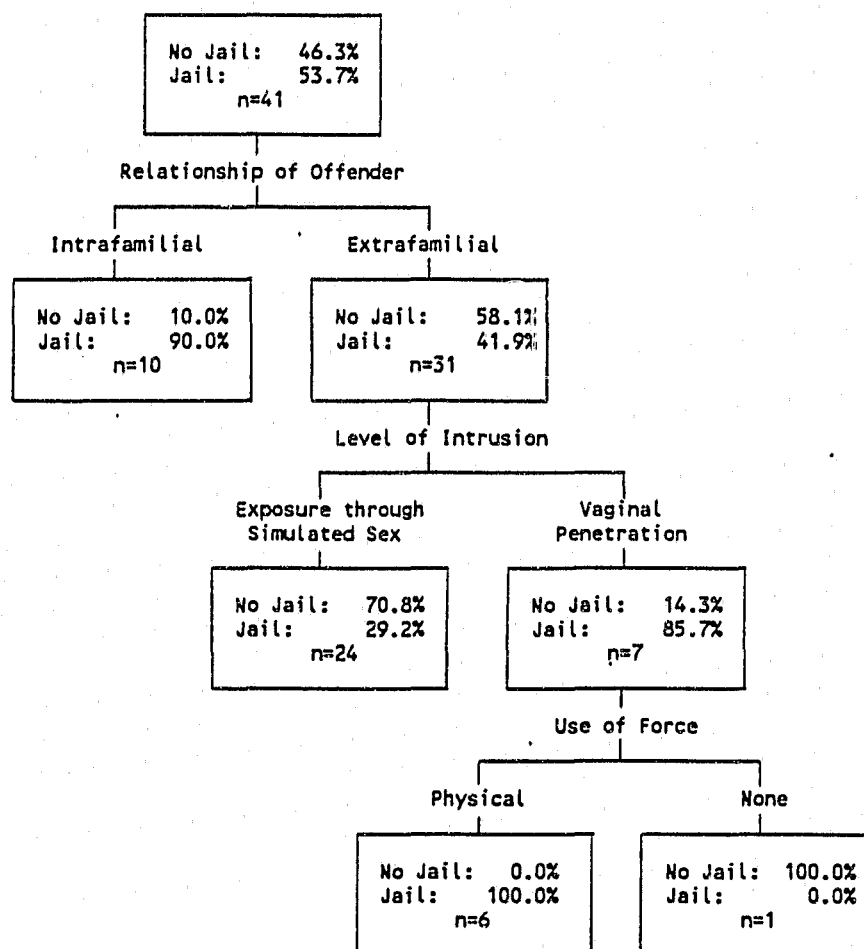 No Jail: 46.3%
Jail: 53.7%
n=41
Relationship of Offender
Intrafamilial
Extrafamilial
No Jail: 10.0%
Jail: 90.0%
n=10
No Jail: 58.1%
Jail: 41.9%
n=31
Level of Intrusion
Exposure through
Simulated Sex
Vaginal
Penetration
No Jail: 70.8%
Jail: 29.2%
n=24
No Jail: 14.3%
Jail: 85.7%
n=7
Use of Force
Physical
None
No Jail: 0.0%
Jail: 100.0%
n=6
No Jail: 100.0%
Jail: 0.0%
n=1